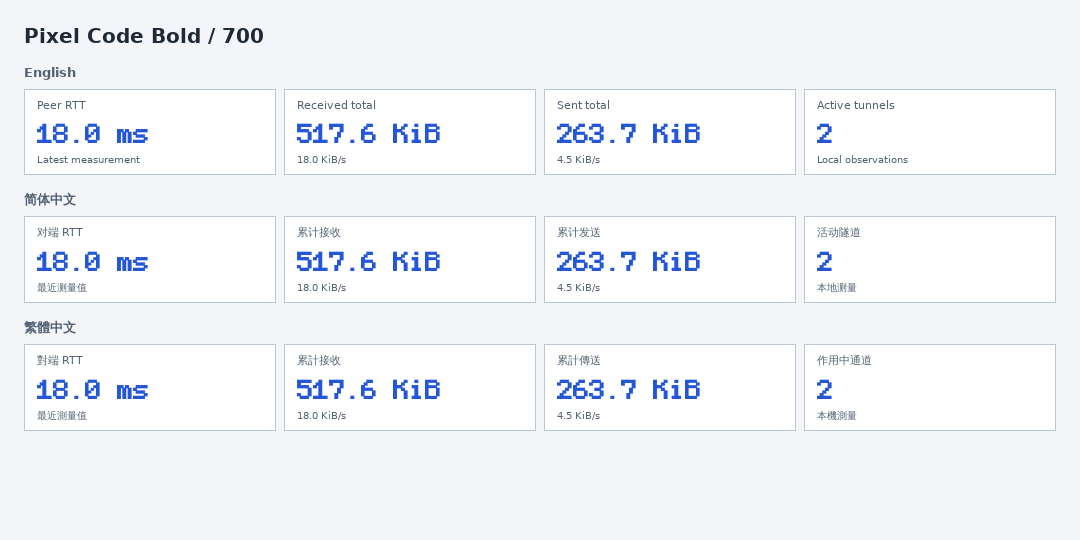 Pixel Code Bold / 700
English
Peer RTT
18.0 ms
Latest measurement
Received total
517.6 KiB
18.0 KiB/s
Sent total
263.7 KiB
4.5 KiB/s
Active tunnels
2
Local observations
简体中文
对端 RTT
18.0 ms
最近测量值
累计接收
517.6 KiB
18.0 KiB/s
累计发送
263.7 KiB
4.5 KiB/s
活动隧道
2
本地测量
繁體中文
對端 RTT
18.0 ms
最近測量值
累計接收
517.6 KiB
18.0 KiB/s
累計傳送
263.7 KiB
4.5 KiB/s
作用中通道
2
本機測量